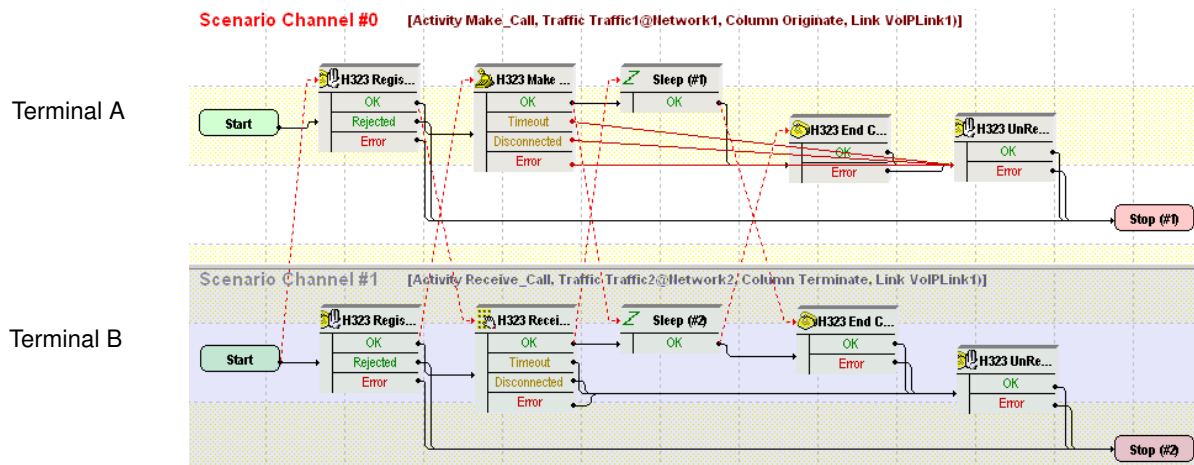 Scenario Channel #0 [Activity Make_Call, Traffic Traffic1@Network1, Column Originate, Link VoIPLink1)]
Terminal A
Start
H323 Regis...
OK
Rejected
Error
H323 Make ...
OK
Timeout
Disconnected
Error
Sleep (#1)
OK
H323 End C...
OK
Error
H323 UnRe...
OK
Error
Stop (#1)
Scenario Channel #1 [Activity Receive_Call, Traffic Traffic2@Network2, Column Terminate, Link VoIPLink1)]
Terminal B
Start
H323 Regis...
OK
Rejected
Error
H323 Recei...
OK
Timeout
Disconnected
Error
Sleep (#2)
OK
H323 End C...
OK
Error
H323 UnRe...
OK
Error
Stop (#2)